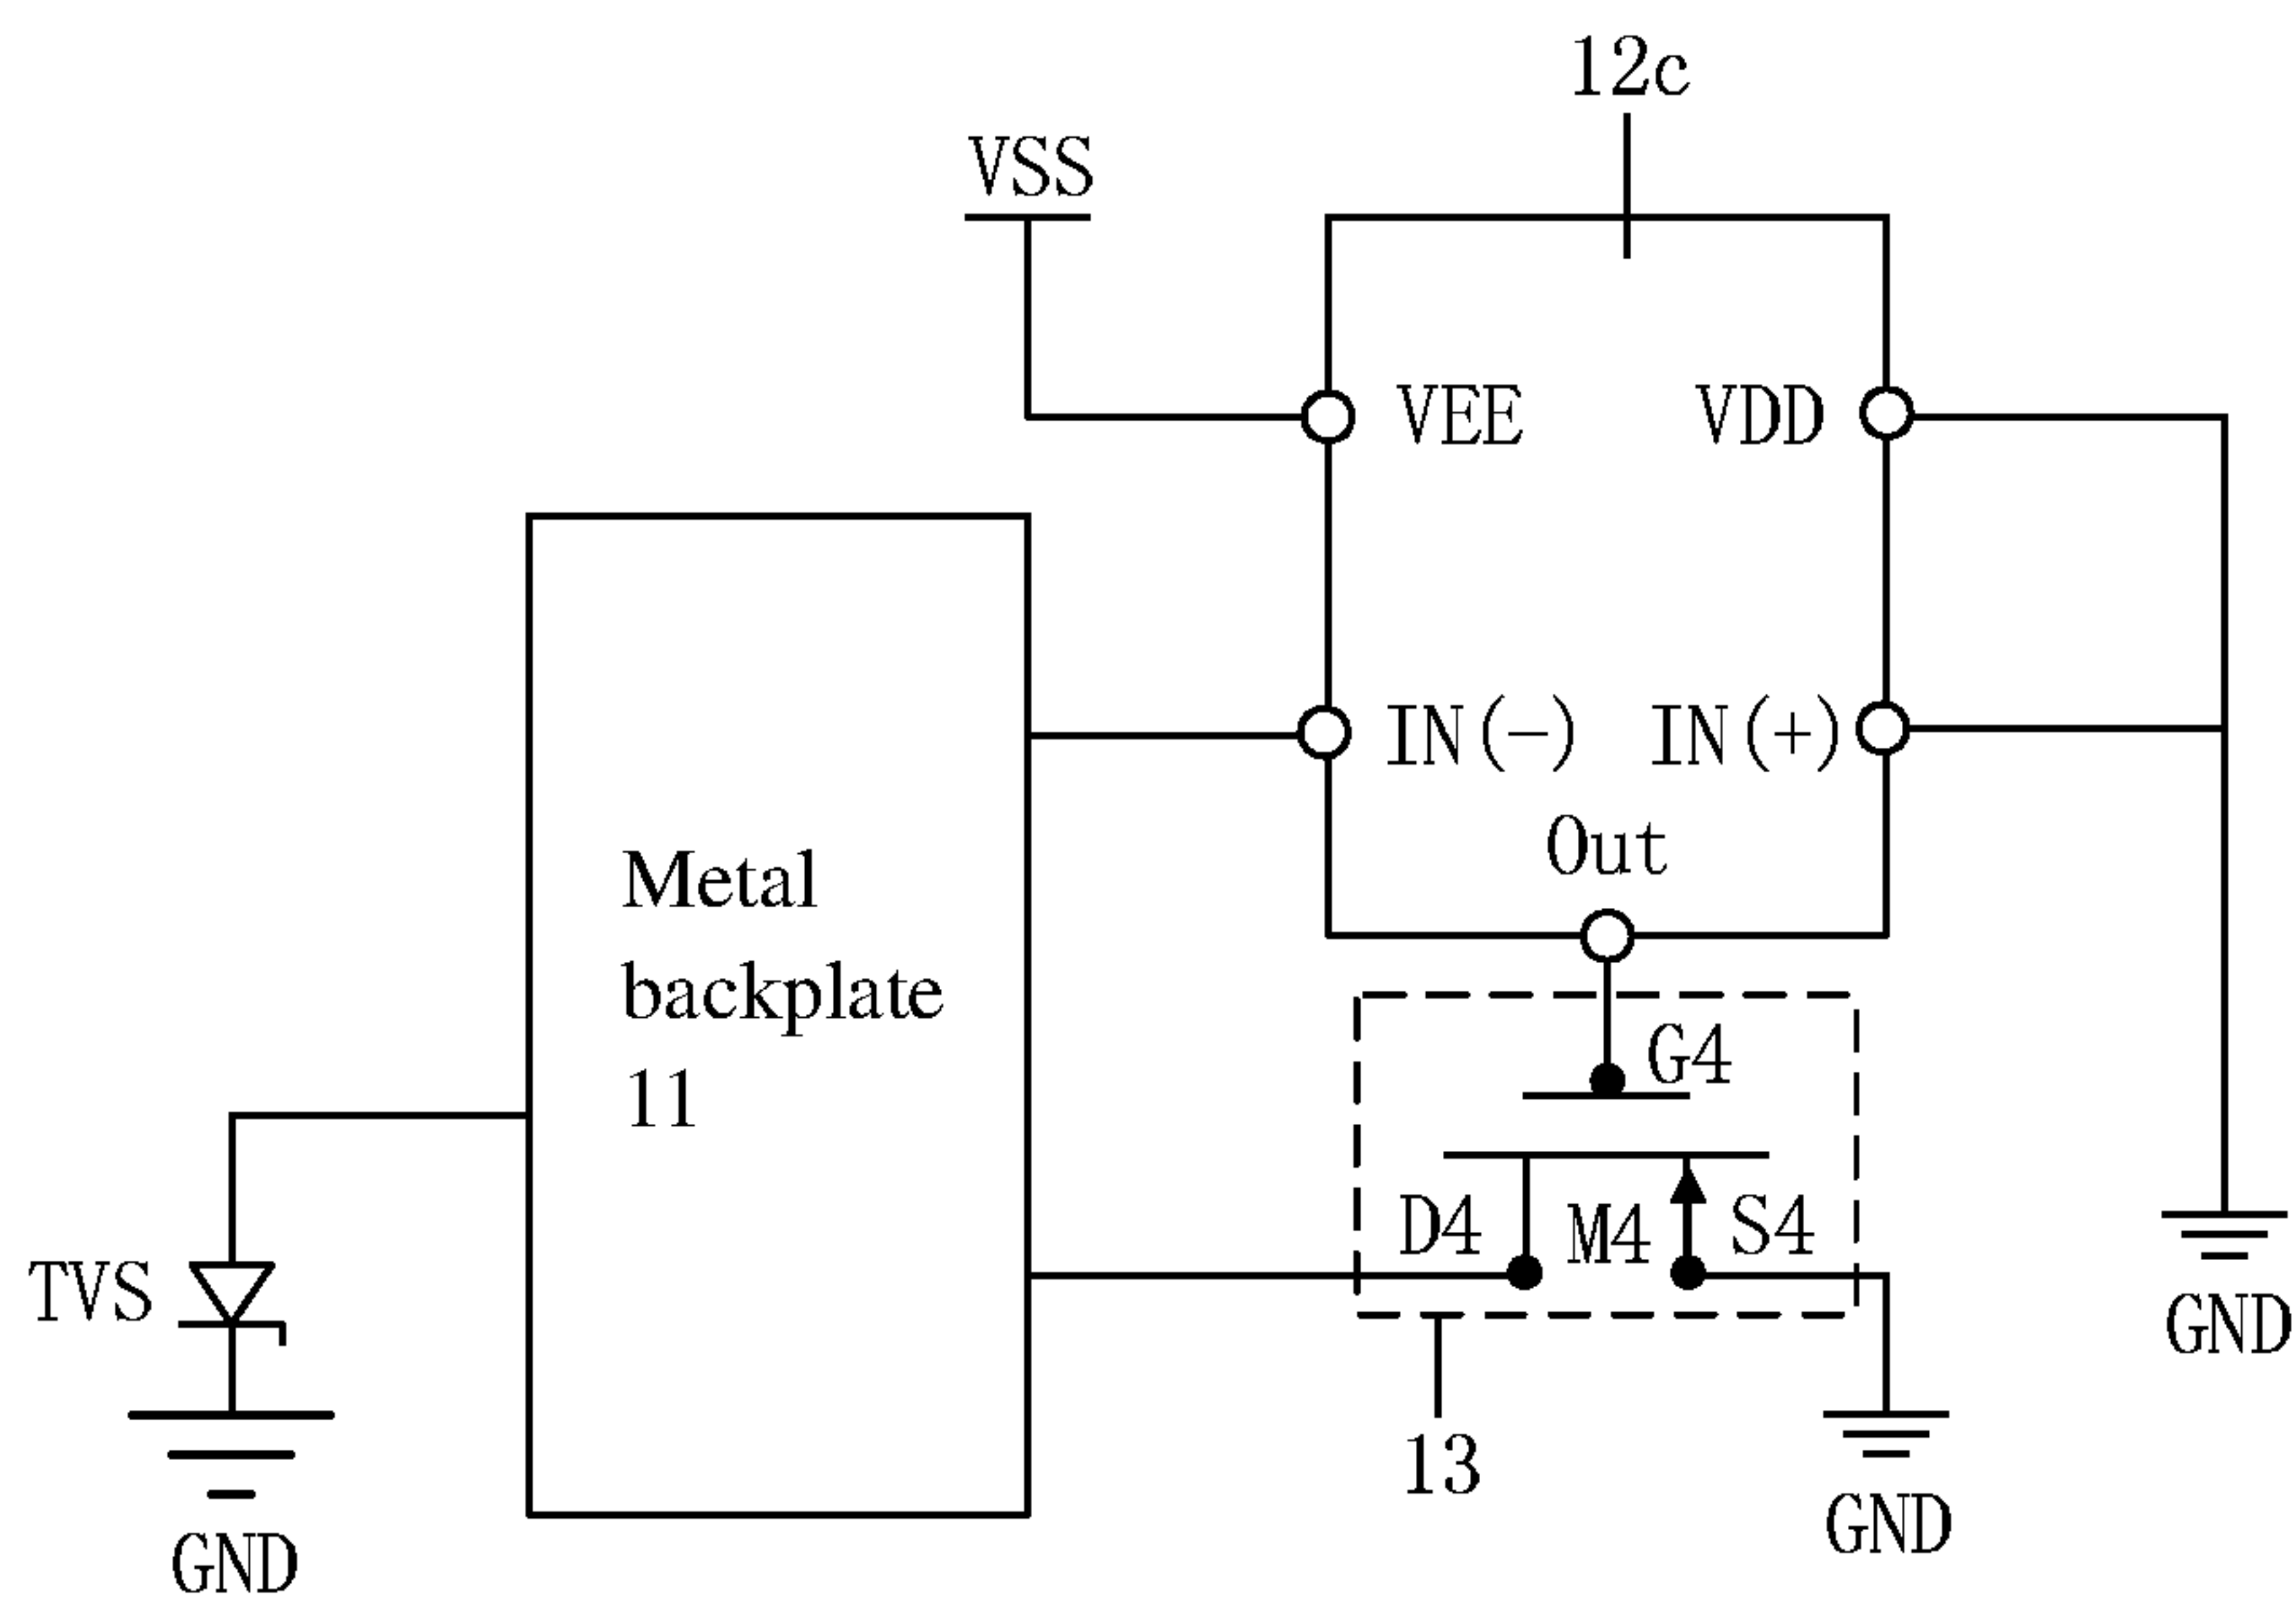 12c
VSS
VEE
VDD
IN(-)
IN(+)
Out
Metal
backplate
11
G4
D4
M4
S4
TVS
13
GND
GND
GND